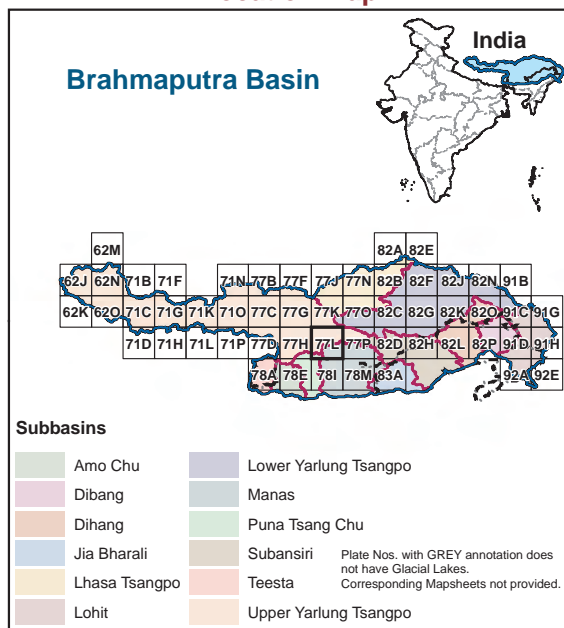 India
Brahmaputra Basin
62M 82A 82E
62J 62N 71B 71F 71N 77B 77F 77J 77N 82B 82F 82J 82N 91B
62K 62O 71C 71G 71K 71O 77C 77G 77K 77O 82C 82G 82K 82O 91C 91G
71D 71H 71L 71P 77D 77H 77L 77P 82D 82H 82L 82P 91D 91H
78A 78E 78I 78M 83A 92A 92E
Subbasins
Amo Chu Lower Yarlung Tsangpo
Dibang Manas
Dihang Puna Tsang Chu
Jia Bharali Subansiri
Lhasa Tsangpo Teesta
Lohit Upper Yarlung Tsangpo
Plate Nos. with GREY annotation does
not have Glacial Lakes.
Corresponding Mapsheets not provided.